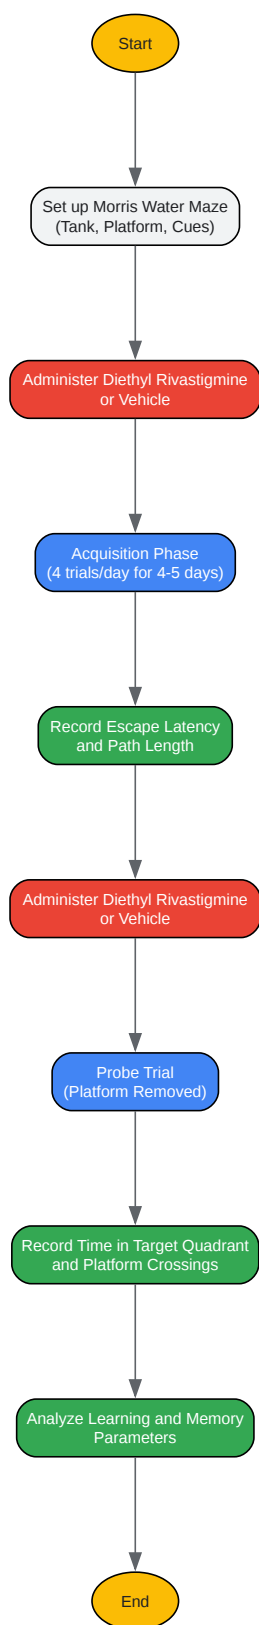 Start
Set up Morris Water Maze
(Tank, Platform, Cues)
Administer Diethyl Rivastigmine
or Vehicle
Acquisition Phase
(4 trials/day for 4-5 days)
Record Escape Latency
and Path Length
Administer Diethyl Rivastigmine
or Vehicle
Probe Trial
(Platform Removed)
Record Time in Target Quadrant
and Platform Crossings
Analyze Learning and Memory
Parameters
End